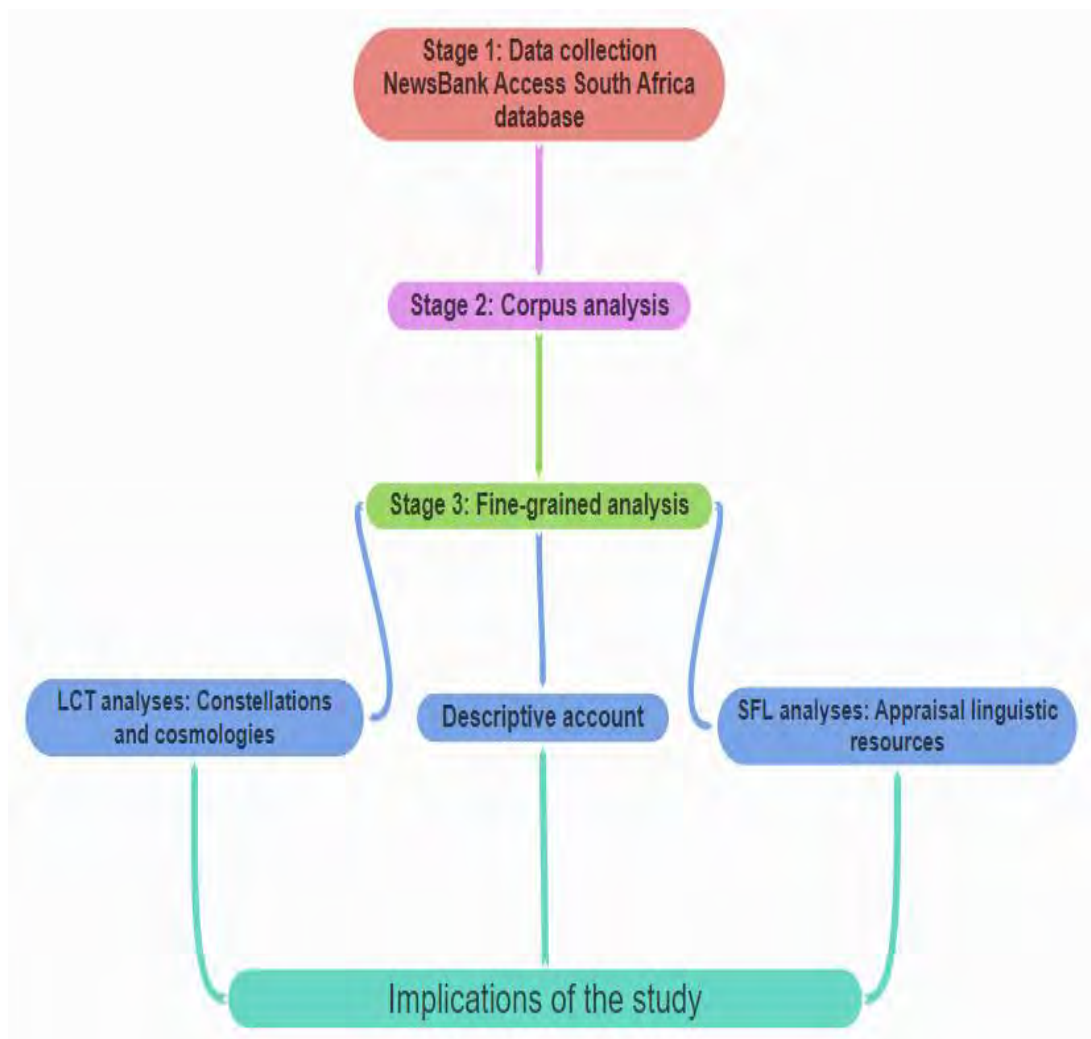 Stage 1: Data collection
NewsBank Access South Africa
database
Stage 2: Corpus analysis
Stage 3: Fine-grained analysis
LCT analyses: Constellations
and cosmologies
Descriptive account
SFL analyses: Appraisal linguistic
resources
Implications of the study